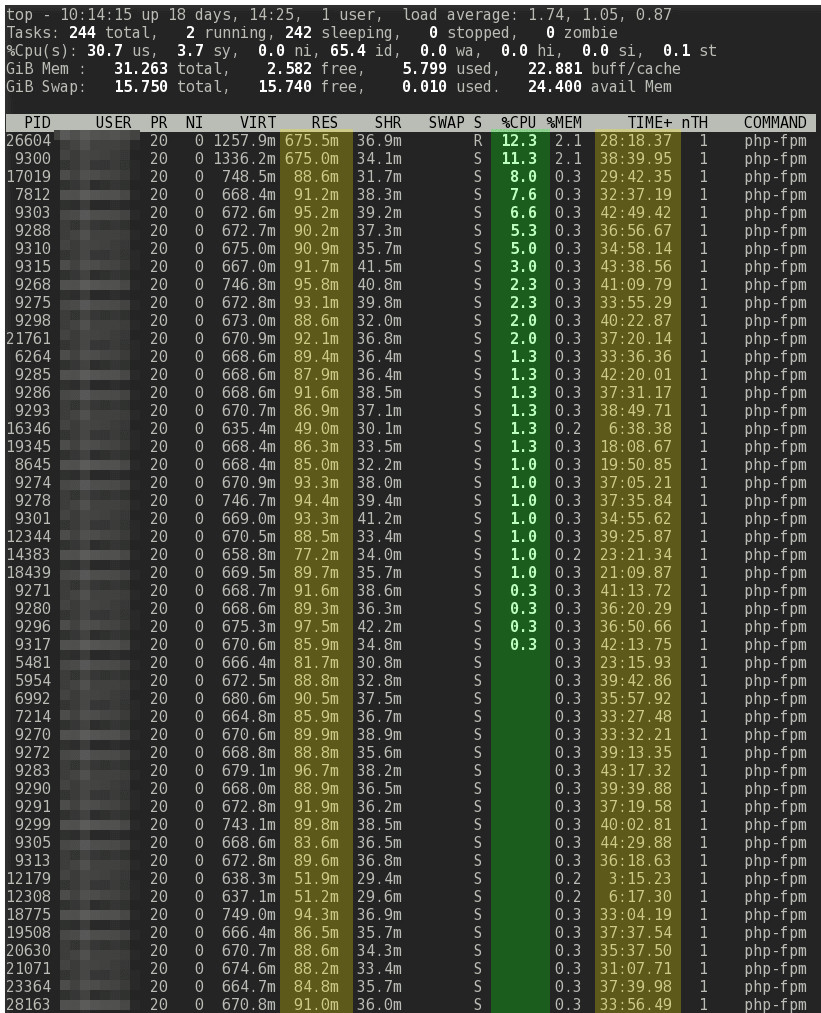 top - 10:14:15 up 18 days, 14:25,  1 user,  load average: 1.74, 1.05, 0.87
Tasks: 244 total,   2 running, 242 sleeping,   0 stopped,   0 zombie
%Cpu(s): 30.7 us,  3.7 sy,  0.0 ni, 65.4 id,  0.0 wa,  0.0 hi,  0.0 si,  0.1 st
GiB Mem :   31.263 total,    2.582 free,    5.799 used,   22.881 buff/cache
GiB Swap:   15.750 total,   15.740 free,    0.010 used.   24.400 avail Mem
PID USER PR NI VIRT RES SHR SWAP S %CPU %MEM TIME+ nTH COMMAND
26604 20 0 1257.9m 675.5m 36.9m R 12.3 2.1 28:18.37 1 php-fpm
9300 20 0 1336.2m 675.0m 34.1m S 11.3 2.1 38:39.95 1 php-fpm
17019 20 0 748.5m 88.6m 31.7m S 8.0 0.3 29:42.35 1 php-fpm
7812 20 0 668.4m 91.2m 38.3m S 7.6 0.3 32:37.19 1 php-fpm
9303 20 0 672.6m 95.2m 39.2m S 6.6 0.3 42:49.42 1 php-fpm
9288 20 0 672.7m 90.2m 37.3m S 5.3 0.3 36:56.67 1 php-fpm
9310 20 0 675.0m 90.9m 35.7m S 5.0 0.3 34:58.14 1 php-fpm
9315 20 0 667.0m 91.7m 41.5m S 3.0 0.3 43:38.56 1 php-fpm
9268 20 0 746.8m 95.8m 40.8m S 2.3 0.3 41:09.79 1 php-fpm
9275 20 0 672.8m 93.1m 39.8m S 2.3 0.3 33:55.29 1 php-fpm
9298 20 0 673.0m 88.6m 32.0m S 2.0 0.3 40:22.87 1 php-fpm
21761 20 0 670.9m 92.1m 36.8m S 2.0 0.3 37:20.14 1 php-fpm
6264 20 0 668.6m 89.4m 36.4m S 1.3 0.3 33:36.36 1 php-fpm
9285 20 0 668.6m 87.9m 36.4m S 1.3 0.3 42:20.01 1 php-fpm
9286 20 0 668.6m 91.6m 38.5m S 1.3 0.3 37:31.17 1 php-fpm
9293 20 0 670.7m 86.9m 37.1m S 1.3 0.3 38:49.71 1 php-fpm
16346 20 0 635.4m 49.0m 30.1m S 1.3 0.2 6:38.38 1 php-fpm
19345 20 0 668.4m 86.3m 33.5m S 1.3 0.3 18:08.67 1 php-fpm
8645 20 0 668.4m 85.0m 32.2m S 1.0 0.3 19:50.85 1 php-fpm
9274 20 0 670.9m 93.3m 38.0m S 1.0 0.3 37:05.21 1 php-fpm
9278 20 0 746.7m 94.4m 39.4m S 1.0 0.3 37:35.84 1 php-fpm
9301 20 0 669.0m 93.3m 41.2m S 1.0 0.3 34:55.62 1 php-fpm
12344 20 0 670.5m 88.5m 33.4m S 1.0 0.3 39:25.87 1 php-fpm
14383 20 0 658.8m 77.2m 34.0m S 1.0 0.2 23:21.34 1 php-fpm
18439 20 0 669.5m 89.7m 35.7m S 1.0 0.3 21:09.87 1 php-fpm
9271 20 0 668.7m 91.6m 38.6m S 0.3 0.3 41:13.72 1 php-fpm
9280 20 0 668.6m 89.3m 36.3m S 0.3 0.3 36:20.29 1 php-fpm
9296 20 0 675.3m 97.5m 42.2m S 0.3 0.3 36:50.66 1 php-fpm
9317 20 0 670.6m 85.9m 34.8m S 0.3 0.3 42:13.75 1 php-fpm
5481 20 0 666.4m 81.7m 30.8m S 0.3 23:15.93 1 php-fpm
5954 20 0 672.5m 88.8m 32.8m S 0.3 39:42.86 1 php-fpm
6992 20 0 680.6m 90.5m 37.5m S 0.3 35:57.92 1 php-fpm
7214 20 0 664.8m 85.9m 36.7m S 0.3 33:27.48 1 php-fpm
9270 20 0 670.6m 89.9m 38.9m S 0.3 33:32.21 1 php-fpm
9272 20 0 668.8m 88.8m 35.6m S 0.3 39:13.35 1 php-fpm
9283 20 0 679.1m 96.7m 38.2m S 0.3 43:17.32 1 php-fpm
9290 20 0 668.0m 88.9m 36.5m S 0.3 39:39.88 1 php-fpm
9291 20 0 672.8m 91.9m 36.2m S 0.3 37:19.58 1 php-fpm
9299 20 0 743.1m 89.8m 38.5m S 0.3 40:02.81 1 php-fpm
9305 20 0 668.6m 83.6m 36.5m S 0.3 44:29.88 1 php-fpm
9313 20 0 672.8m 89.6m 36.8m S 0.3 36:18.63 1 php-fpm
12179 20 0 638.3m 51.9m 29.4m S 0.2 3:15.23 1 php-fpm
12308 20 0 637.1m 51.2m 29.6m S 0.2 6:17.30 1 php-fpm
18775 20 0 749.0m 94.3m 36.9m S 0.3 33:04.19 1 php-fpm
19508 20 0 666.4m 86.5m 35.7m S 0.3 37:37.54 1 php-fpm
20630 20 0 670.7m 88.6m 34.3m S 0.3 35:37.50 1 php-fpm
21071 20 0 674.6m 88.2m 33.4m S 0.3 31:07.71 1 php-fpm
23364 20 0 664.7m 84.8m 35.7m S 0.3 37:39.98 1 php-fpm
28163 20 0 670.8m 91.0m 36.0m S 0.3 33:56.49 1 php-fpm